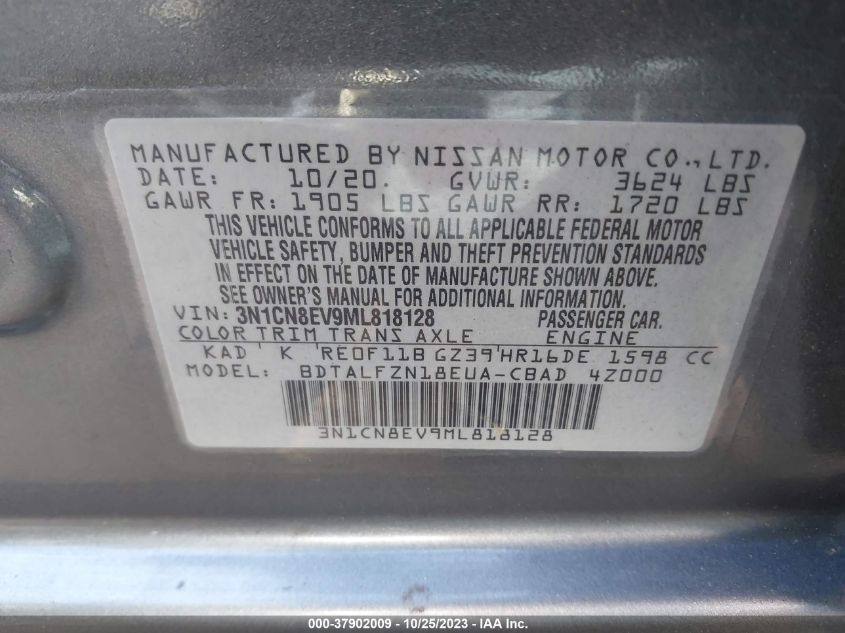 MANUFACTURED BY NISSAN MOTOR CO., LTD.
DATE: 10/20. GVWR: 3624 LBS
GAWR FR: 1905 LBS GAWR RR: 1720 LBS
THIS VEHICLE CONFORMS TO ALL APPLICABLE FEDERAL MOTOR
VEHICLE SAFETY, BUMPER AND THEFT PREVENTION STANDARDS
IN EFFECT ON THE DATE OF MANUFACTURE SHOWN ABOVE.
SEE OWNER'S MANUAL FOR ADDITIONAL INFORMATION.
VIN: 3N1CN8EV9ML818128 PASSENGER CAR.
COLOR TRIM TRANS AXLE ENGINE
KAD K RE0F11B GZ39 HR16DE 1598 CC
MODEL: BDTALFZN18EUA-CBAD 4Z000
3N1CN8EV9ML818128
000-37902009 - 10/25/2023 - IAA Inc.